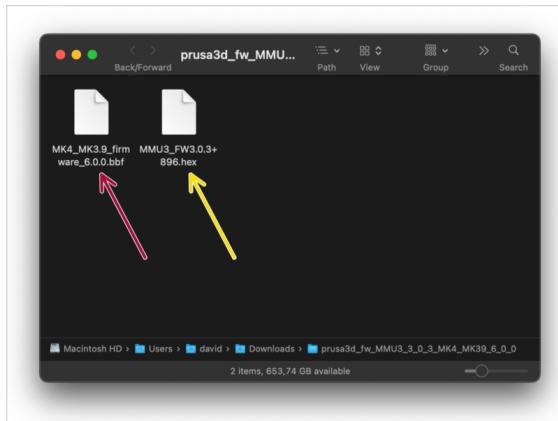 prusa3d_fw_MMU...
Back/Forward
Path
View
Group
Search
MK4_MK3.9_firm
ware_6.0.0.bbf
MMU3_FW3.0.3+
896.hex
Macintosh HD › Users › david › Downloads › prusa3d_fw_MMU3_3_0_3_MK4_MK39_6_0_0
2 items, 653,74 GB available